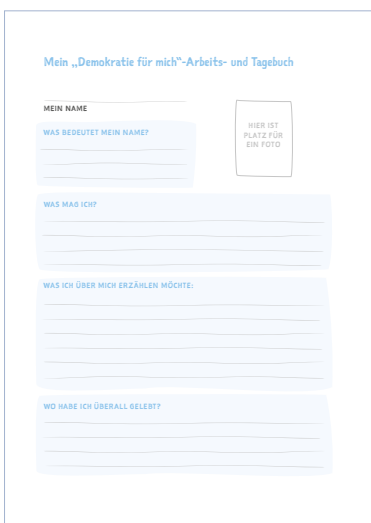 Mein „Demokratie für mich“-Arbeits- und Tagebuch
MEIN NAME
HIER IST
PLATZ FÜR
EIN FOTO
WAS BEDEUTET MEIN NAME?
WAS MAG ICH?
WAS ICH ÜBER MICH ERZÄHLEN MÖCHTE:
WO HABE ICH ÜBERALL GELEBT?